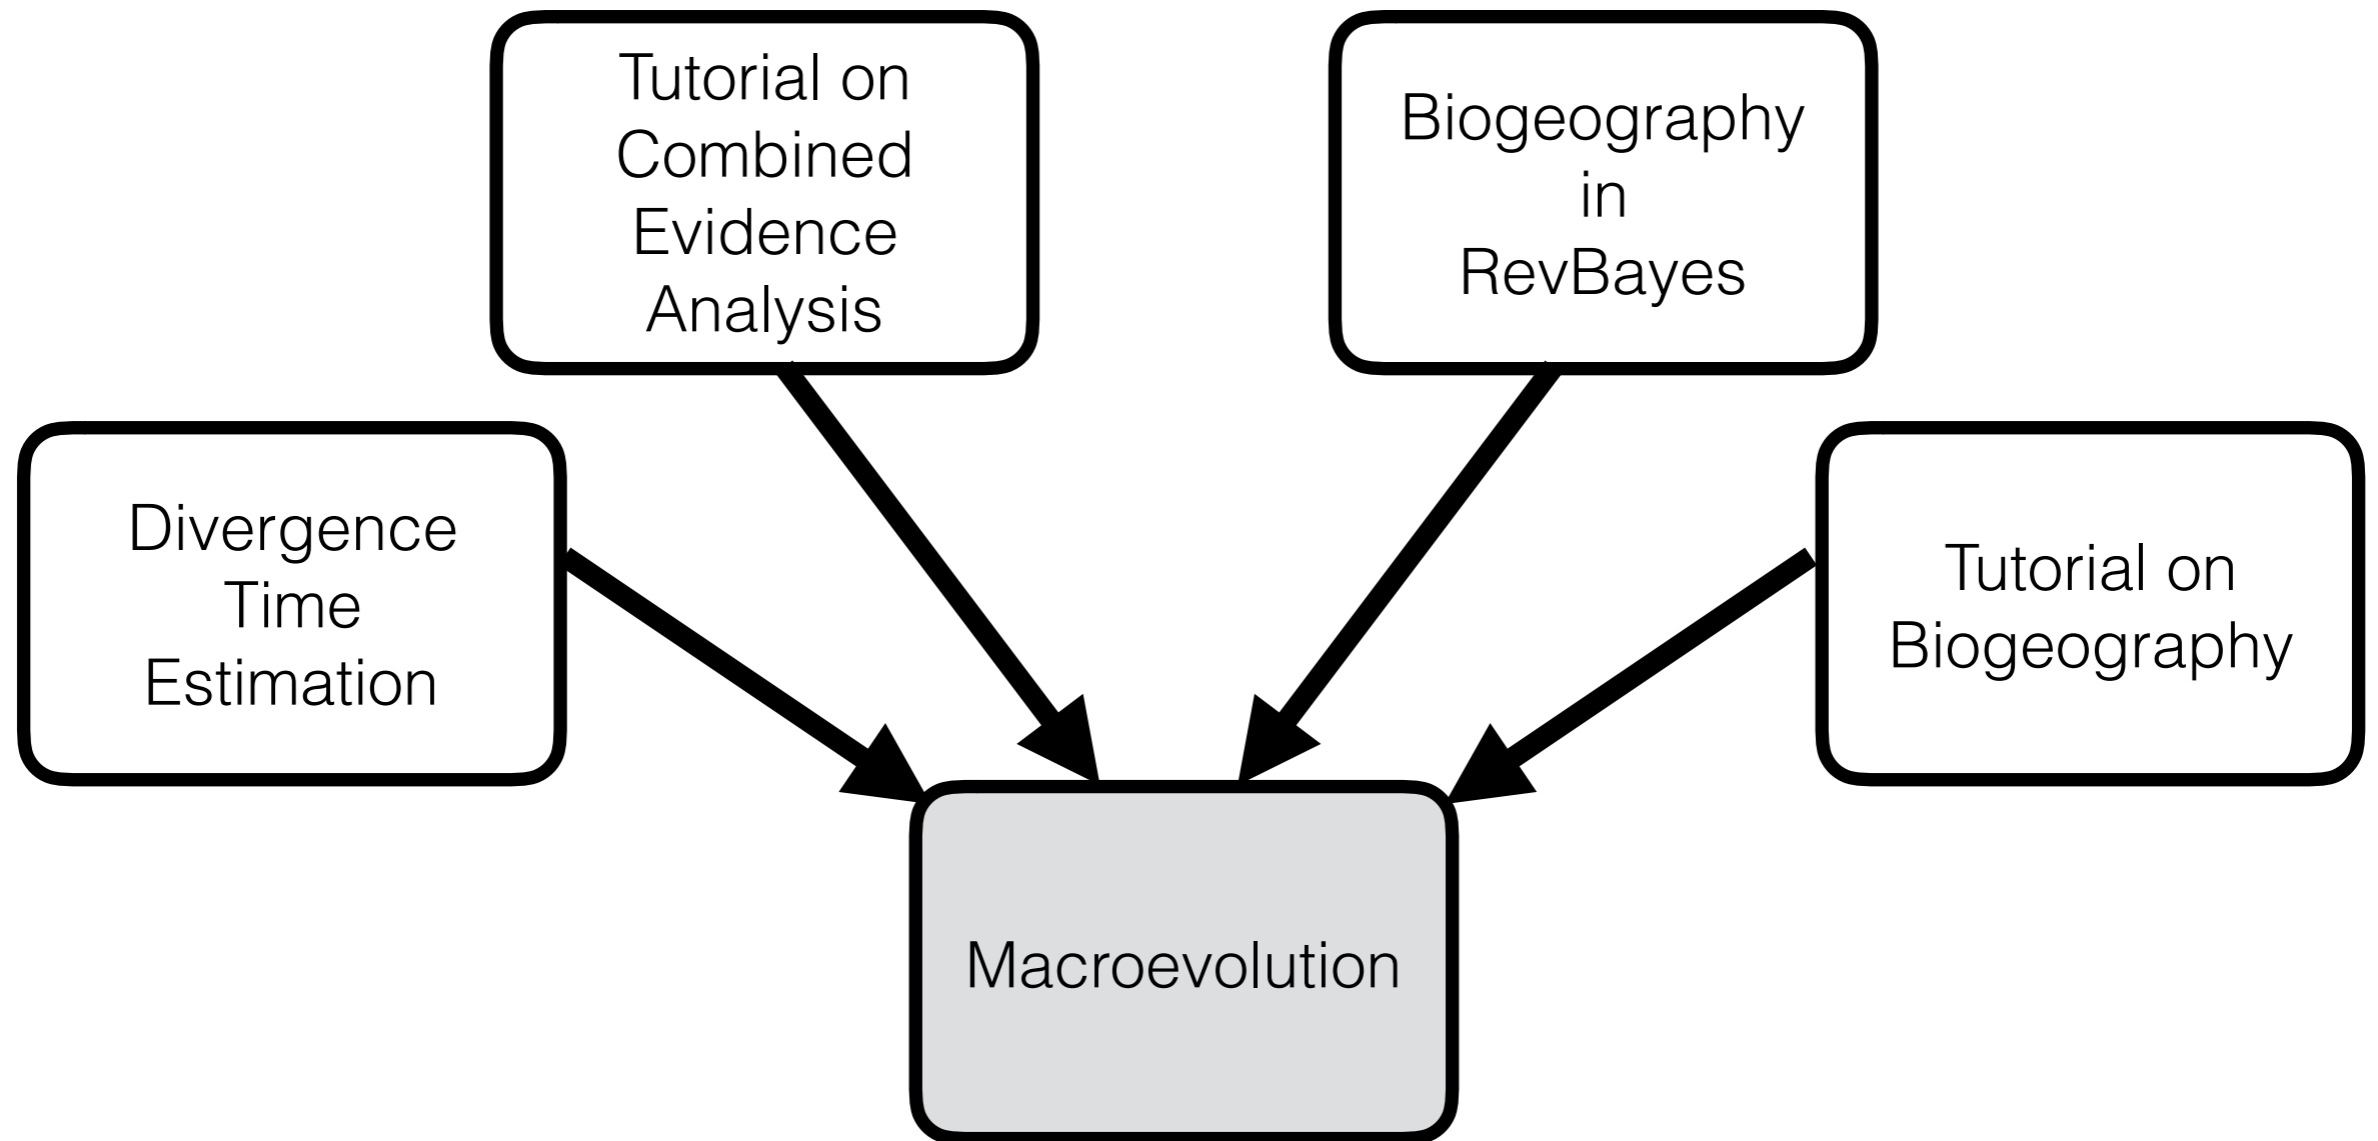 Tutorial on
Combined
Evidence
Analysis
Biogeography
in
RevBayes
Divergence
Time
Estimation
Tutorial on
Biogeography
Macroevolution